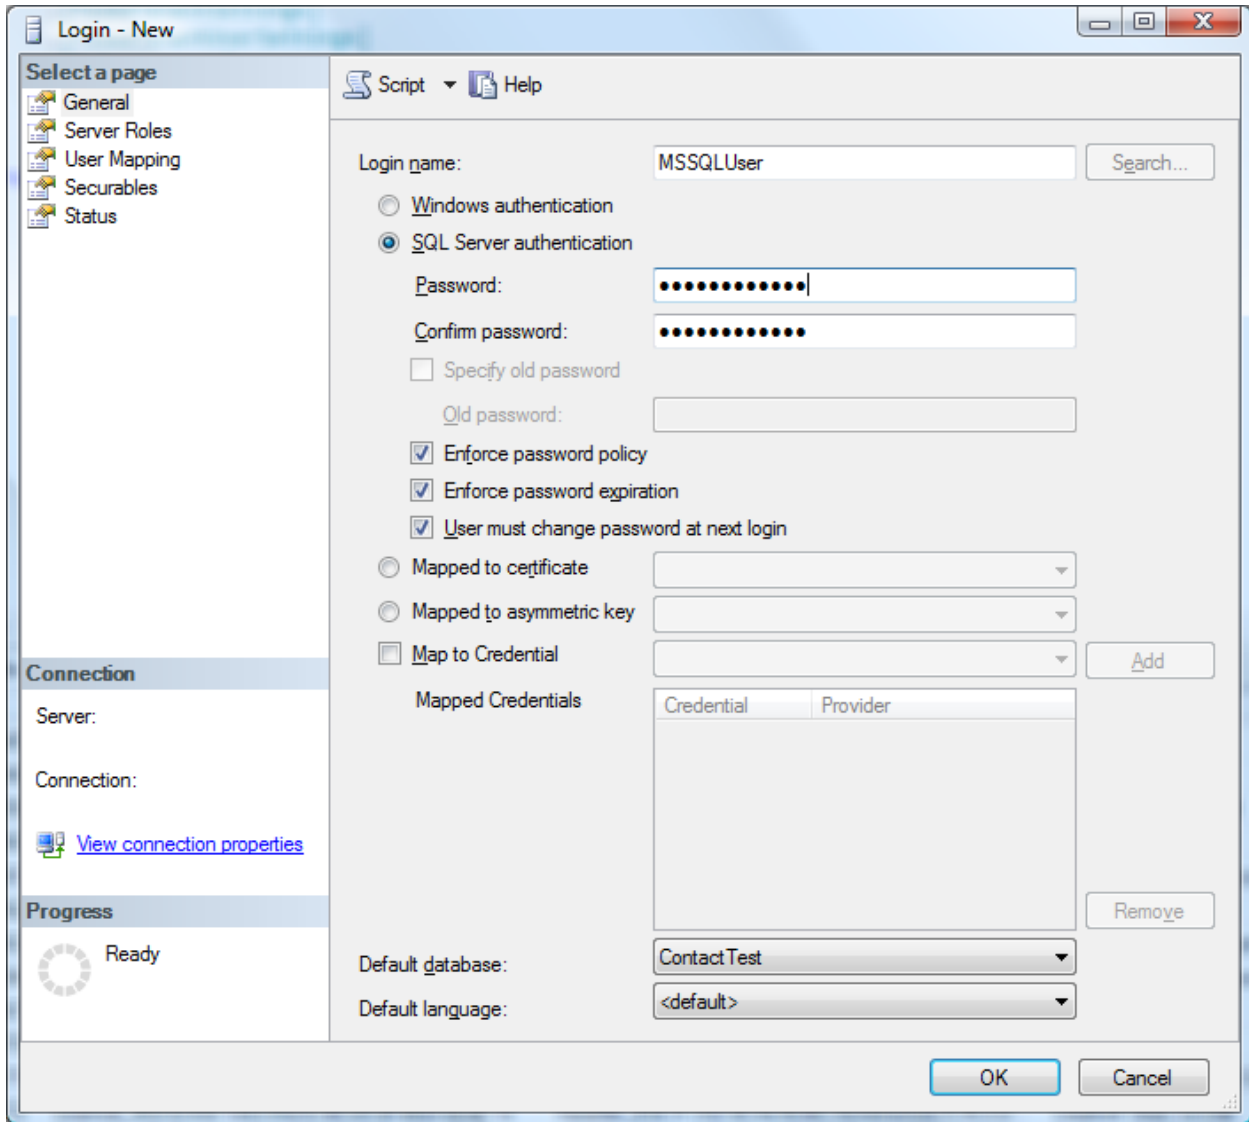 Login - New
Select a page
General
Server Roles
User Mapping
Securables
Status
Script Help
Login name: MSSQLUser Search...
Windows authentication
SQL Server authentication
Password: ●●●●●●●●●●●●
Confirm password: ●●●●●●●●●●●●
Specify old password
Old password:
Enforce password policy
Enforce password expiration
User must change password at next login
Mapped to certificate
Mapped to asymmetric key
Map to Credential Add
Mapped Credentials Credential Provider
Remove
Default database: ContactTest
Default language: <default>
Connection
Server:
Connection:
View connection properties
Progress
Ready
OK Cancel